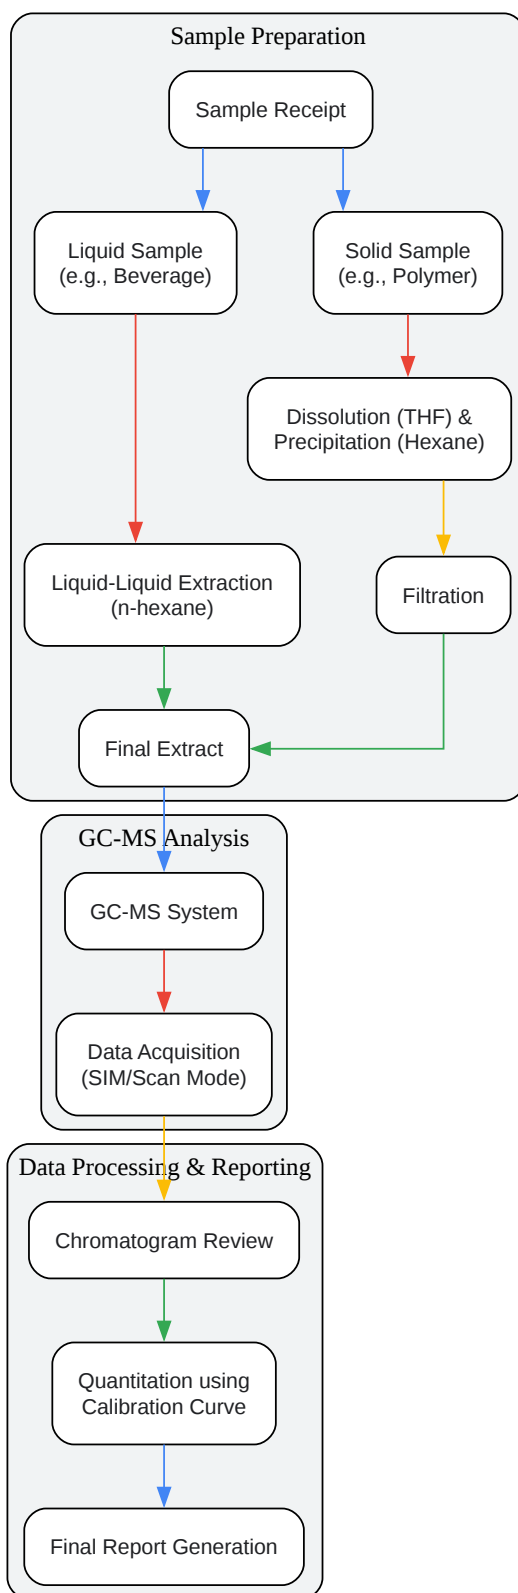 Sample Preparation
Sample Receipt
Liquid Sample
(e.g., Beverage)
Solid Sample
(e.g., Polymer)
Dissolution (THF) &
Precipitation (Hexane)
Liquid-Liquid Extraction
(n-hexane)
Filtration
Final Extract
GC-MS Analysis
GC-MS System
Data Acquisition
(SIM/Scan Mode)
Data Processing & Reporting
Chromatogram Review
Quantitation using
Calibration Curve
Final Report Generation